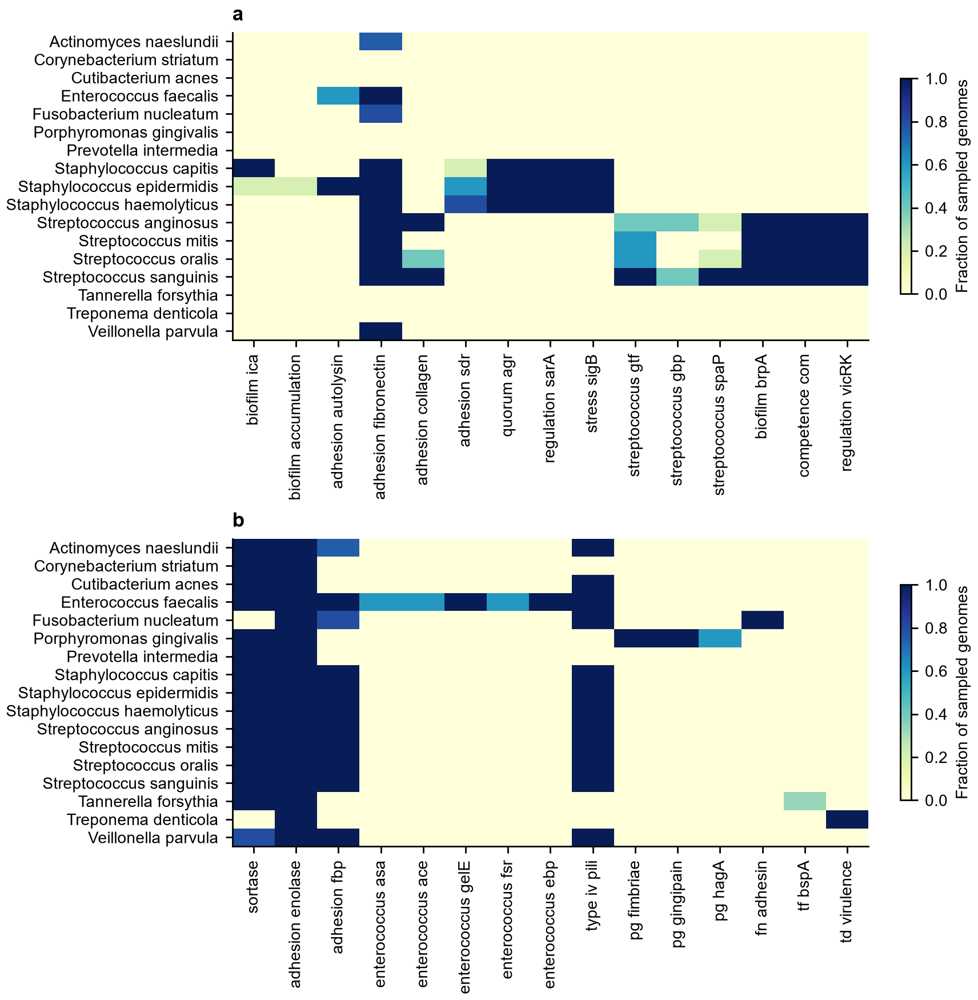 a
Actinomyces naeslundii
Corynebacterium striatum
Cutibacterium acnes
Enterococcus faecalis
Fusobacterium nucleatum
Porphyromonas gingivalis
Prevotella intermedia
Staphylococcus capitis
Staphylococcus epidermidis
Staphylococcus haemolyticus
Streptococcus anginosus
Streptococcus mitis
Streptococcus oralis
Streptococcus sanguinis
Tannerella forsythia
Treponema denticola
Veillonella parvula
biofilm ica
biofilm accumulation
adhesion autolysin
adhesion fibronectin
adhesion collagen
adhesion sdr
quorum agr
regulation sarA
stress sigB
streptococcus gtf
streptococcus gbp
streptococcus spaP
biofilm brpA
competence com
regulation vicRK
1.0
0.8
0.6
0.4
0.2
0.0
Fraction of sampled genomes
b
Actinomyces naeslundii
Corynebacterium striatum
Cutibacterium acnes
Enterococcus faecalis
Fusobacterium nucleatum
Porphyromonas gingivalis
Prevotella intermedia
Staphylococcus capitis
Staphylococcus epidermidis
Staphylococcus haemolyticus
Streptococcus anginosus
Streptococcus mitis
Streptococcus oralis
Streptococcus sanguinis
Tannerella forsythia
Treponema denticola
Veillonella parvula
sortase
adhesion enolase
adhesion fbp
enterococcus asa
enterococcus ace
enterococcus gelE
enterococcus fsr
enterococcus ebp
type iv pili
pg fimbriae
pg gingipain
pg hagA
fn adhesin
tf bspA
td virulence
1.0
0.8
0.6
0.4
0.2
0.0
Fraction of sampled genomes